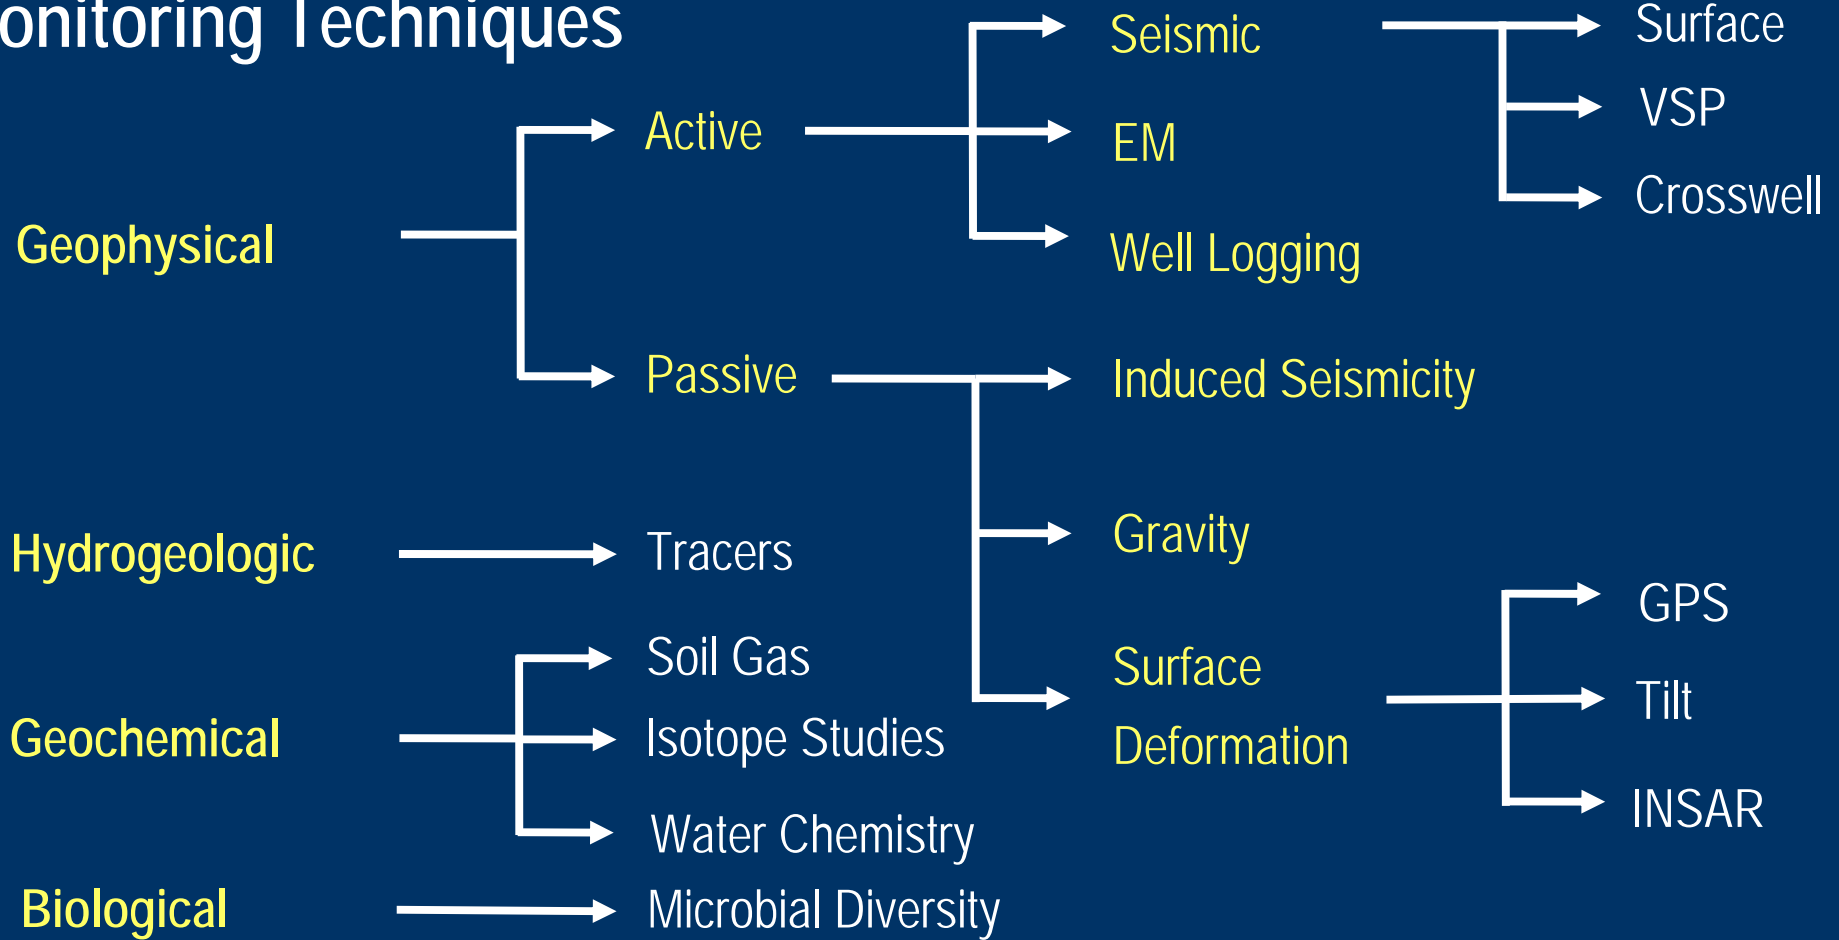 onitoring Techniques
Seismic
Surface
VSP
Active
EM
Crosswell
Geophysical
Well Logging
Passive
Induced Seismicity
Hydrogeologic
Tracers
Gravity
GPS
Soil Gas
Surface
Deformation
Tilt
Geochemical
Isotope Studies
INSAR
Water Chemistry
Biological
Microbial Diversity